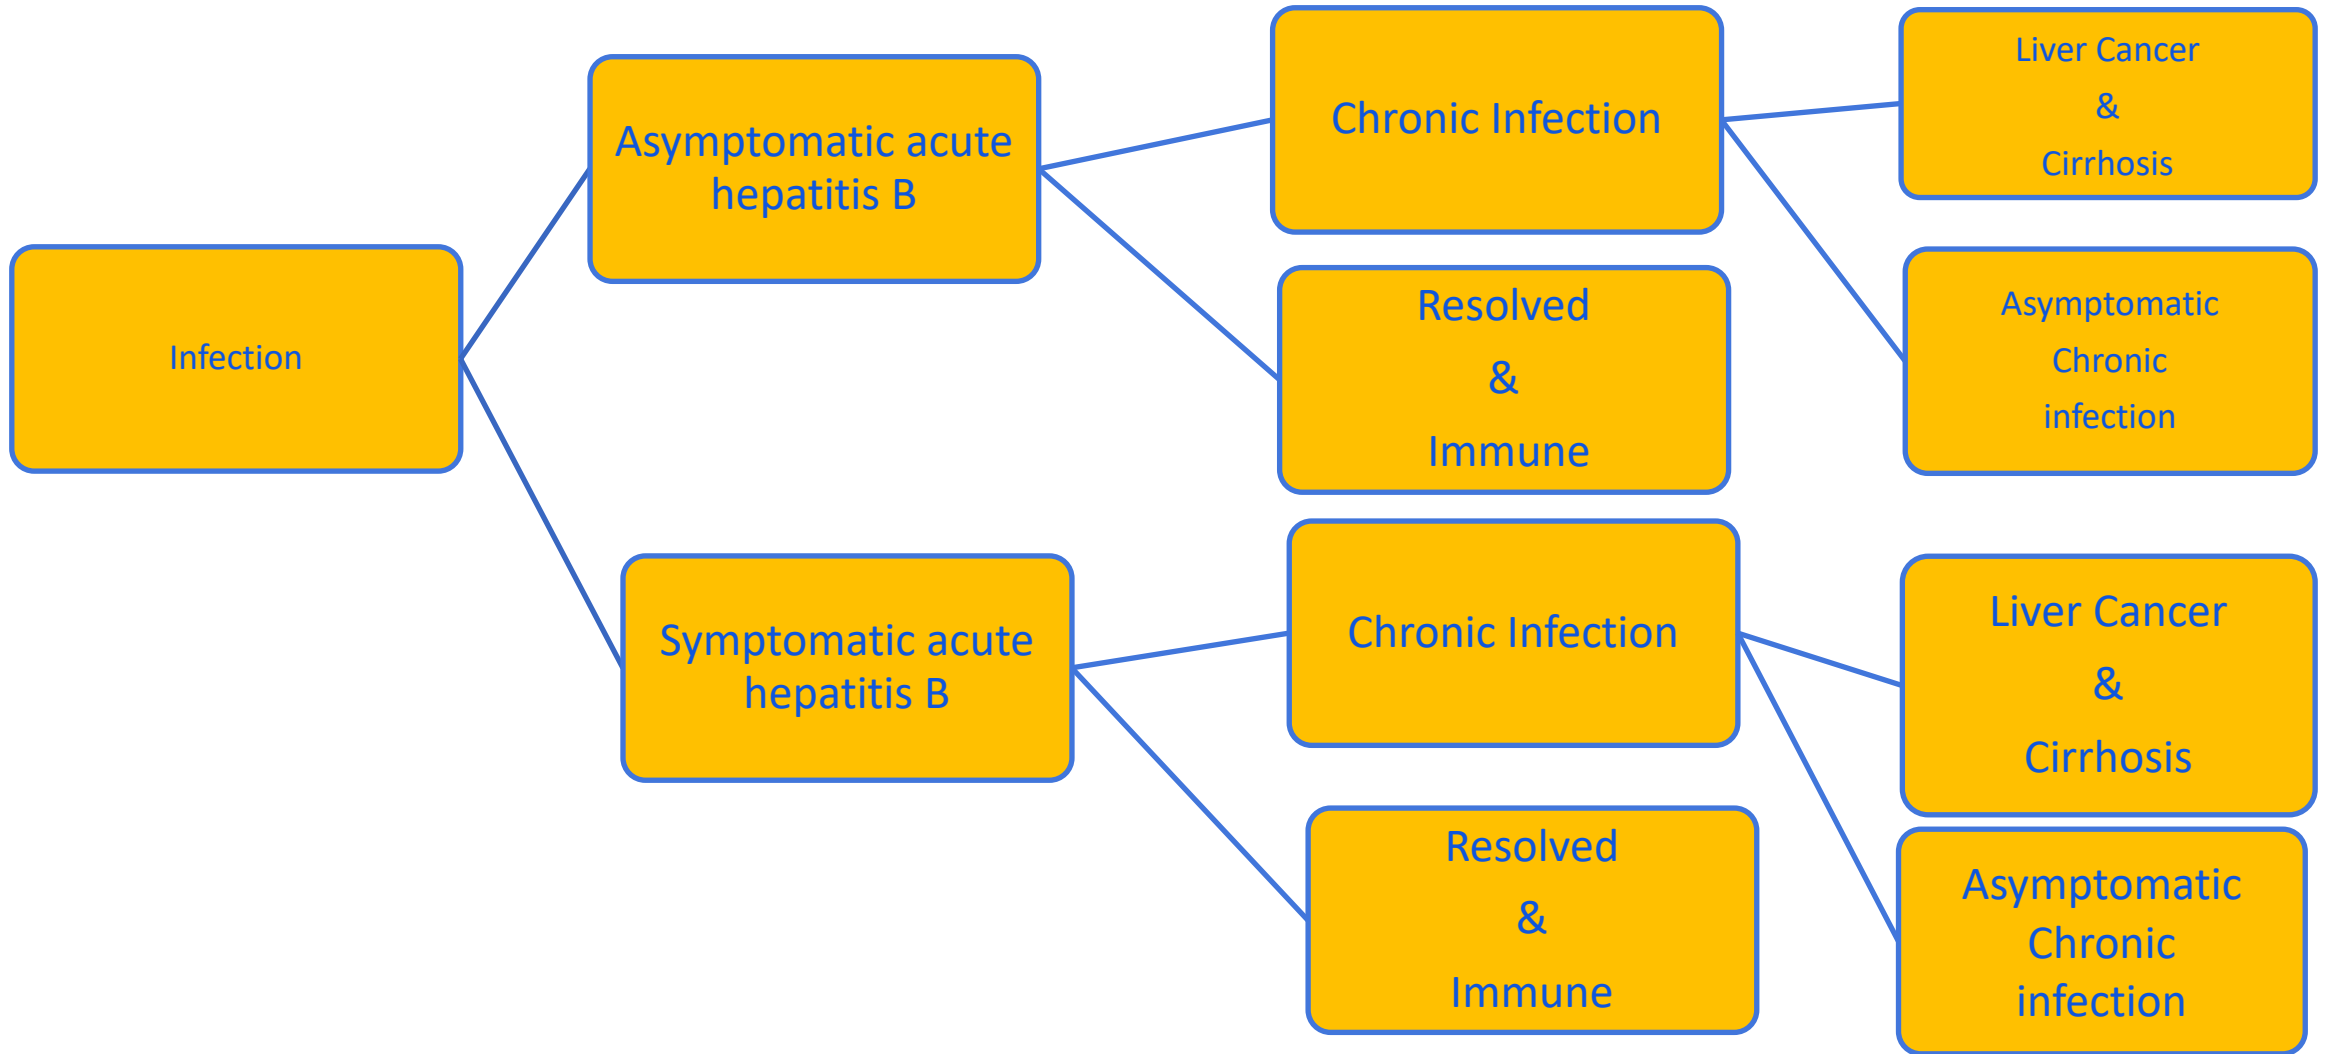 Infection
Asymptomatic acute
hepatitis B
Chronic Infection
Liver Cancer
&
Cirrhosis
Asymptomatic
Chronic
infection
Resolved
&
Immune
Symptomatic acute
hepatitis B
Chronic Infection
Liver Cancer
&
Cirrhosis
Asymptomatic
Chronic
infection
Resolved
&
Immune